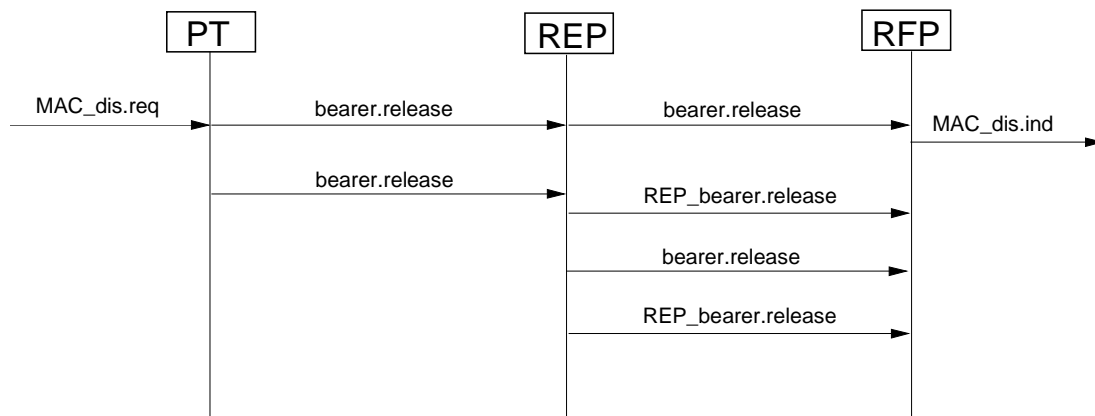 PT
REP
RFP
MAC_dis.req
bearer.release
bearer.release
MAC_dis.ind
bearer.release
REP_bearer.release
bearer.release
REP_bearer.release